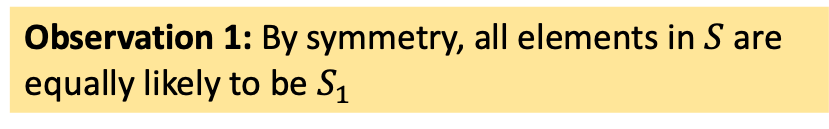 Observation 1: By symmetry, all elements in S are
equally likely to be S₁